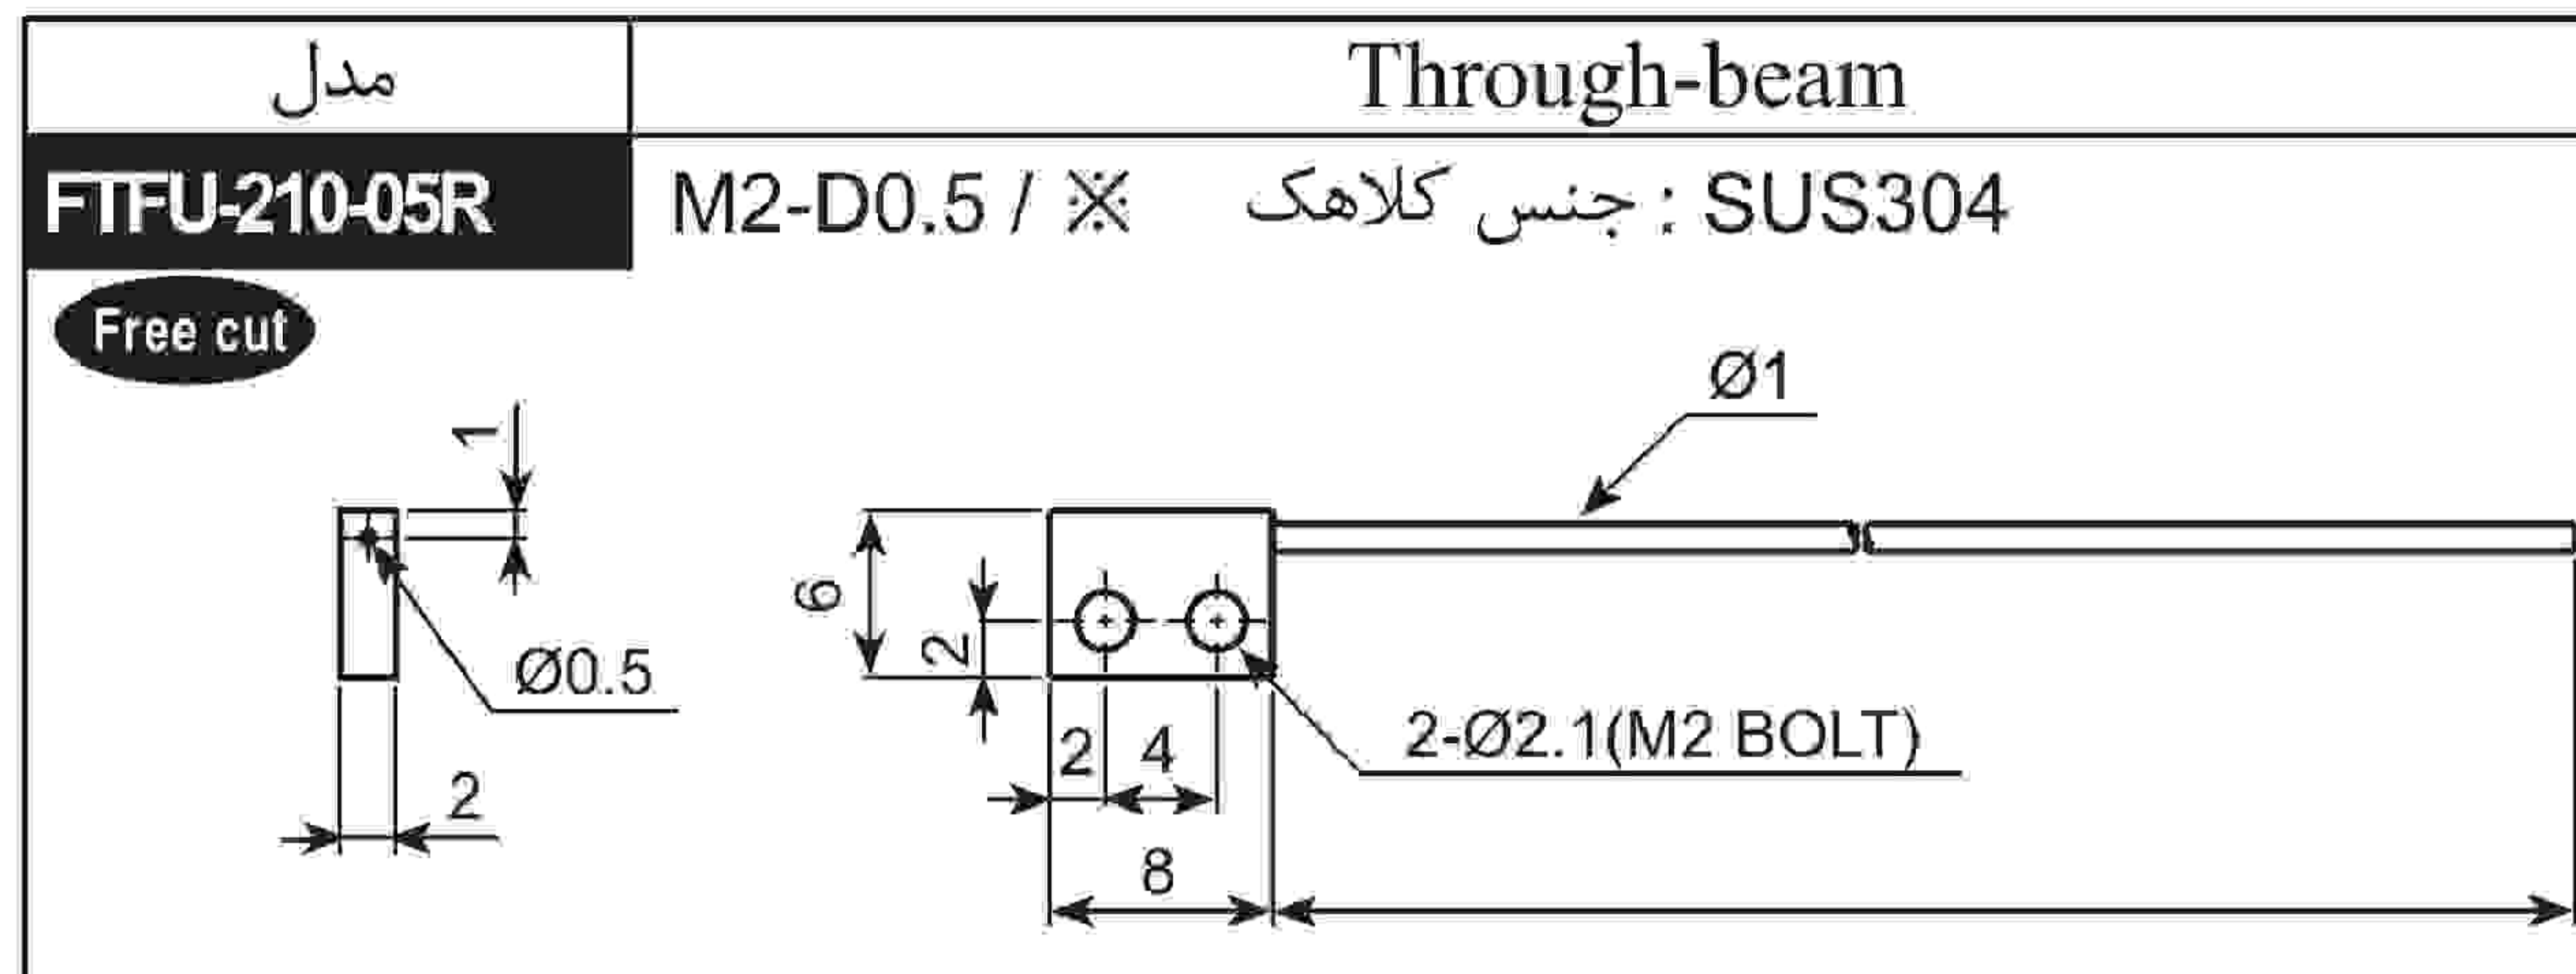 مدل
Through-beam
FTFU-210-05R
M2-D0.5 / ※ جنس کلاهک : SUS304
Free cut
Ø1
1
6
2
Ø0.5
2-Ø2.1(M2 BOLT)
2 4
2
8